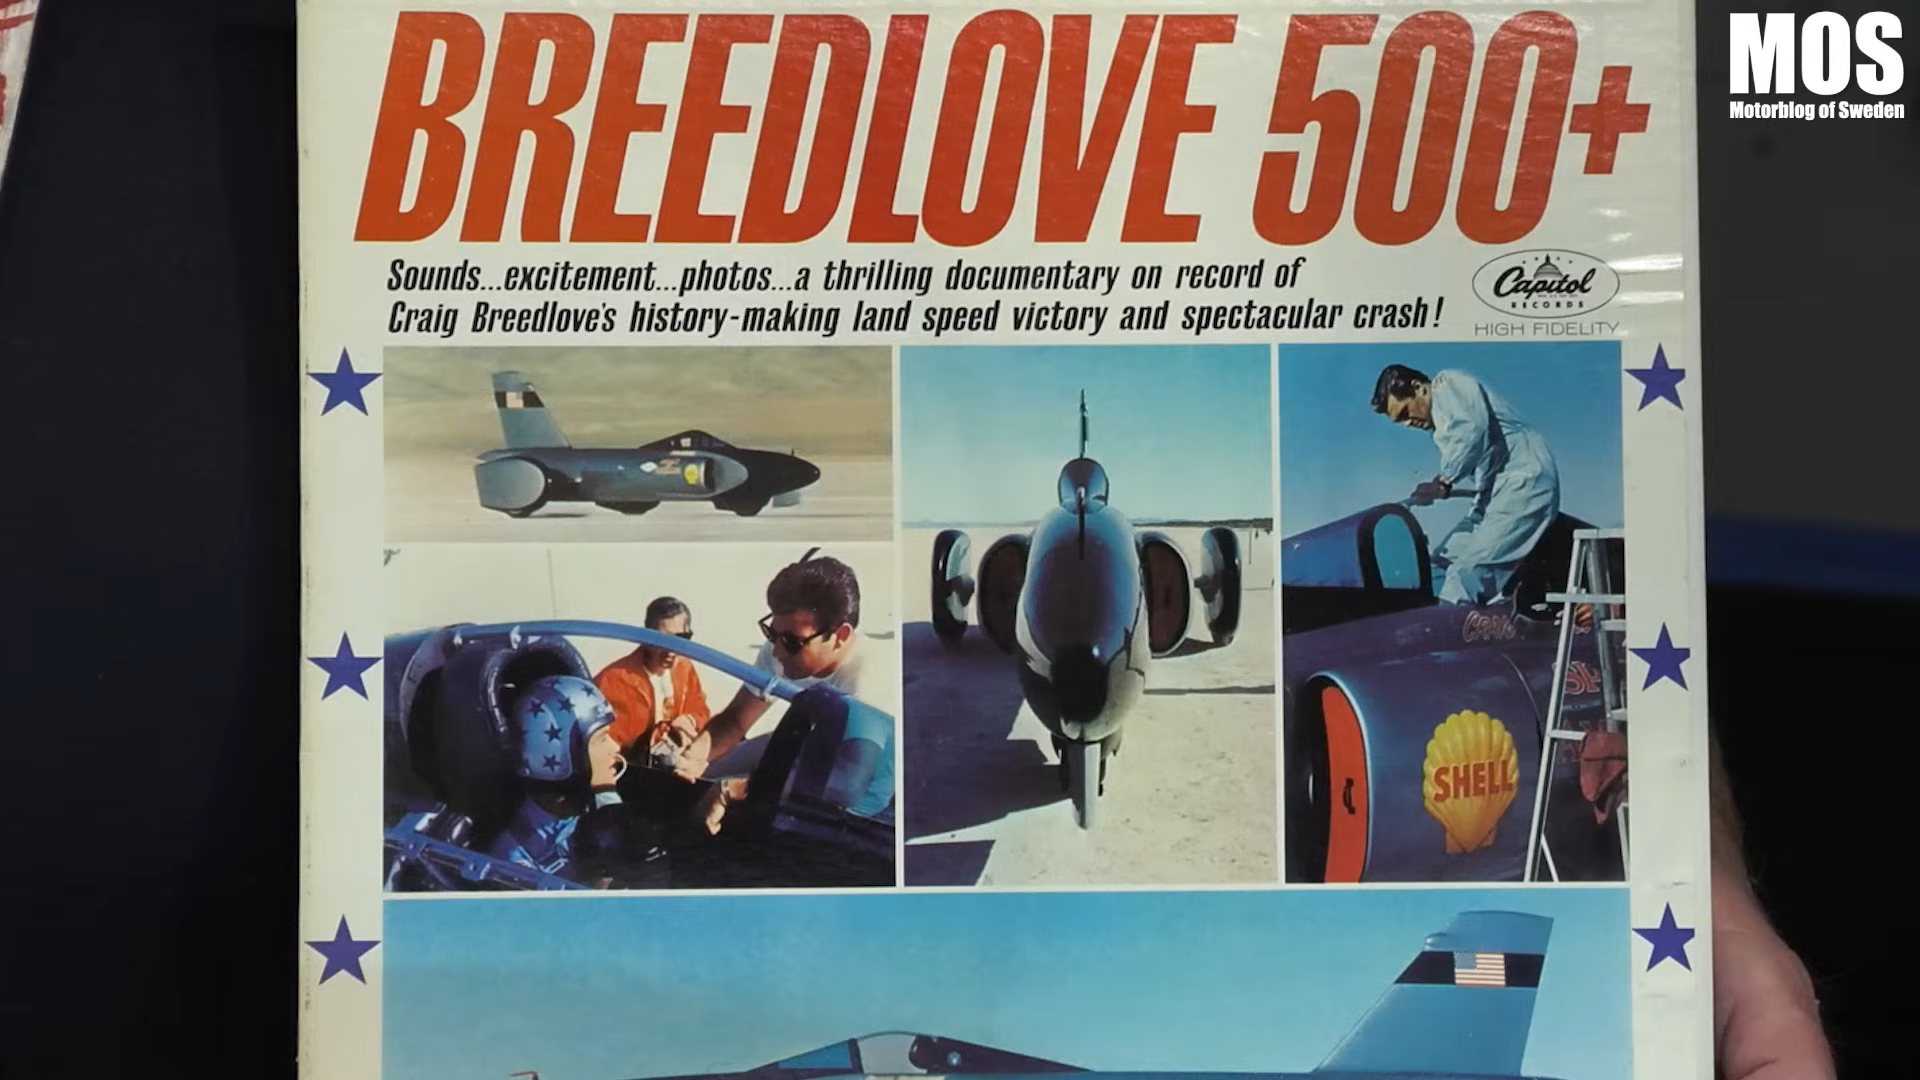 BREEDLOVE 500+
MOS
Motorblog of Sweden
Sounds...excitement...photos...a thrilling documentary on record of
Craig Breedlove's history-making land speed victory and spectacular crash!
Capitol
RECORDS
HIGH FIDELITY
SHELL